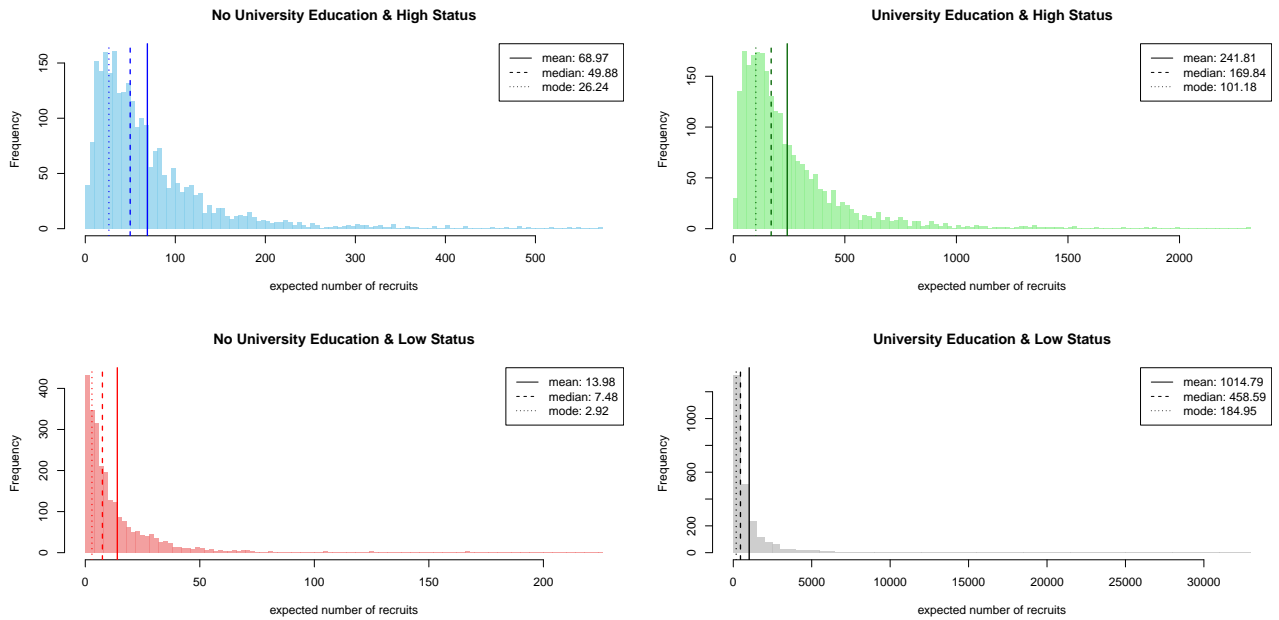 No University Education & High Status
Frequency
0
50
100
150
0
100
200
300
400
500
expected number of recruits
mean: 68.97
median: 49.88
mode: 26.24
University Education & High Status
Frequency
0
50
100
150
0
500
1000
1500
2000
expected number of recruits
mean: 241.81
median: 169.84
mode: 101.18
No University Education & Low Status
Frequency
0
100
200
300
400
0
50
100
150
200
expected number of recruits
mean: 13.98
median: 7.48
mode: 2.92
University Education & Low Status
Frequency
0
200
600
1000
0
5000
10000
15000
20000
25000
30000
expected number of recruits
mean: 1014.79
median: 458.59
mode: 184.95